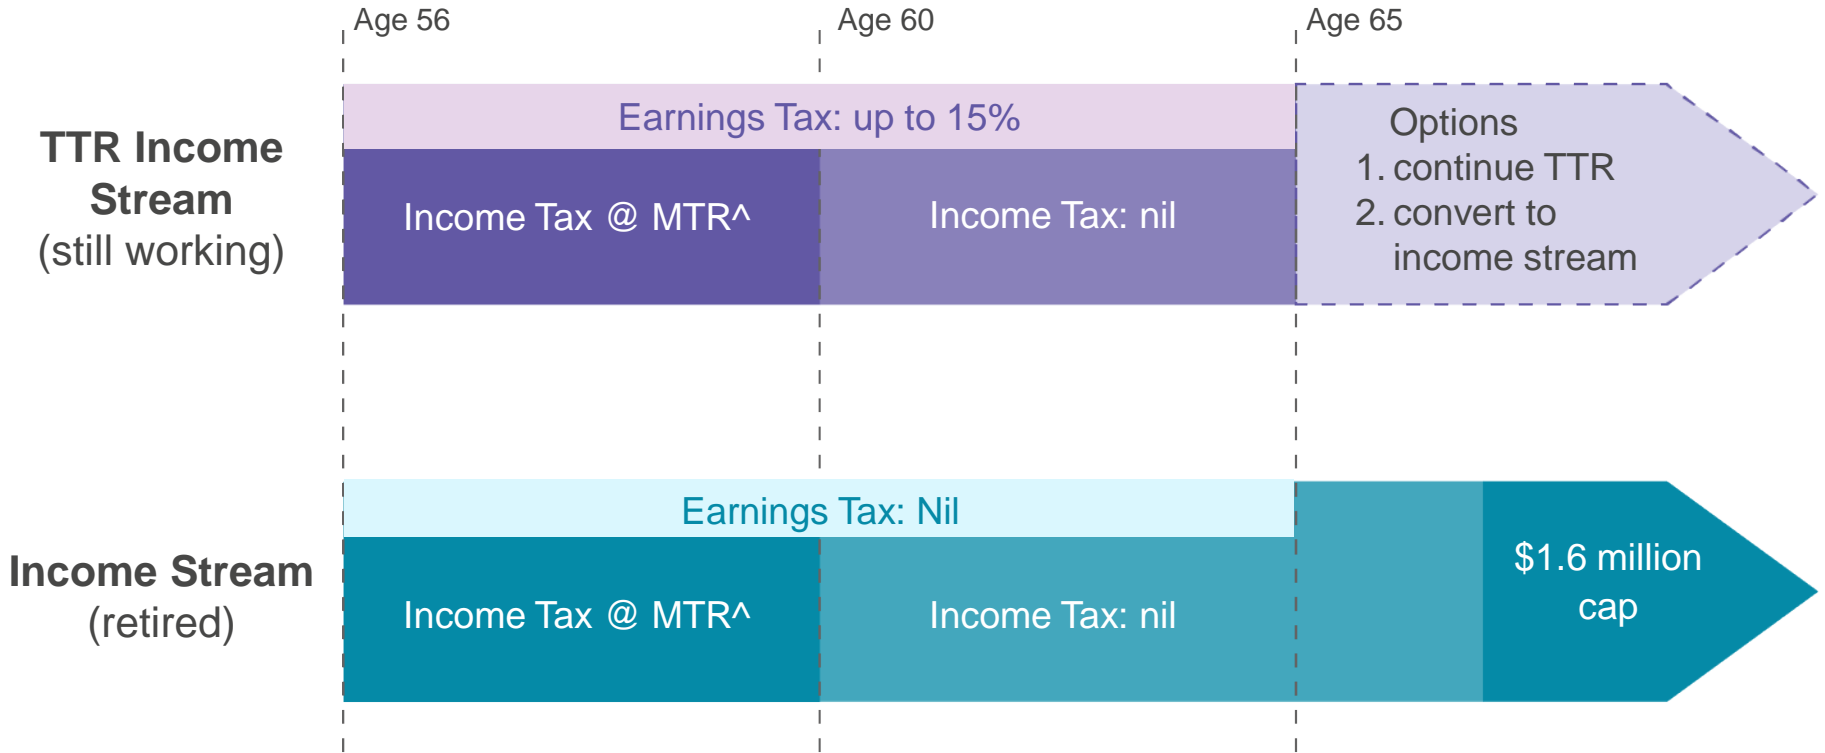 Age 56
Age 60
Age 65
TTR Income
Stream
(still working)
Earnings Tax: up to 15%
Income Tax @ MTR^
Income Tax: nil
Options
1. continue TTR
2. convert to
income stream
Income Stream
(retired)
Earnings Tax: Nil
Income Tax @ MTR^
Income Tax: nil
$1.6 million
cap